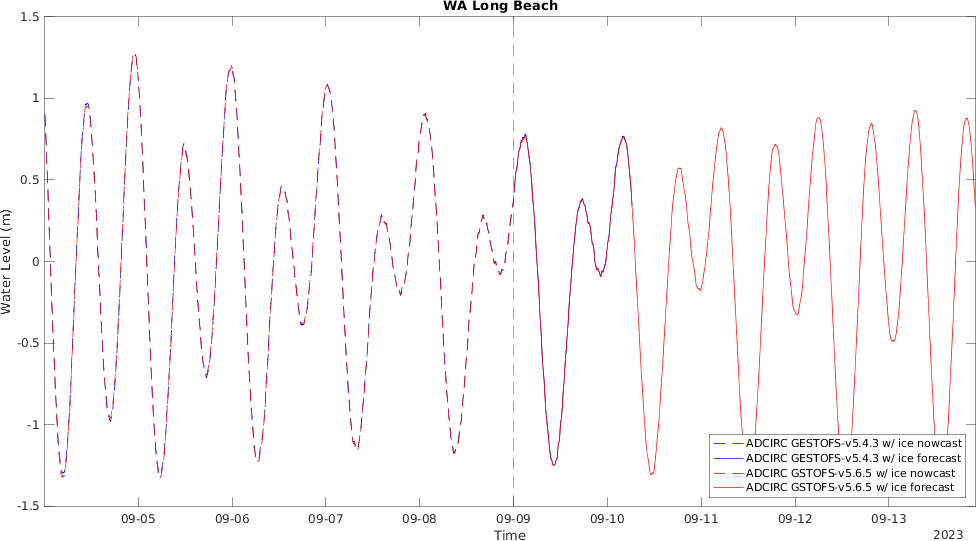 WA Long Beach
1.5
1
0.5
0
-0.5
-1
-1.5
Water Level (m)
ADCIRC GESTOFS-v5.4.3 w/ ice nowcast
ADCIRC GESTOFS-v5.4.3 w/ ice forecast
ADCIRC GSTOFS-v5.6.5 w/ ice nowcast
ADCIRC GSTOFS-v5.6.5 w/ ice forecast
09-05 09-06 09-07 09-08 09-09 09-10 09-11 09-12 09-13
Time
2023